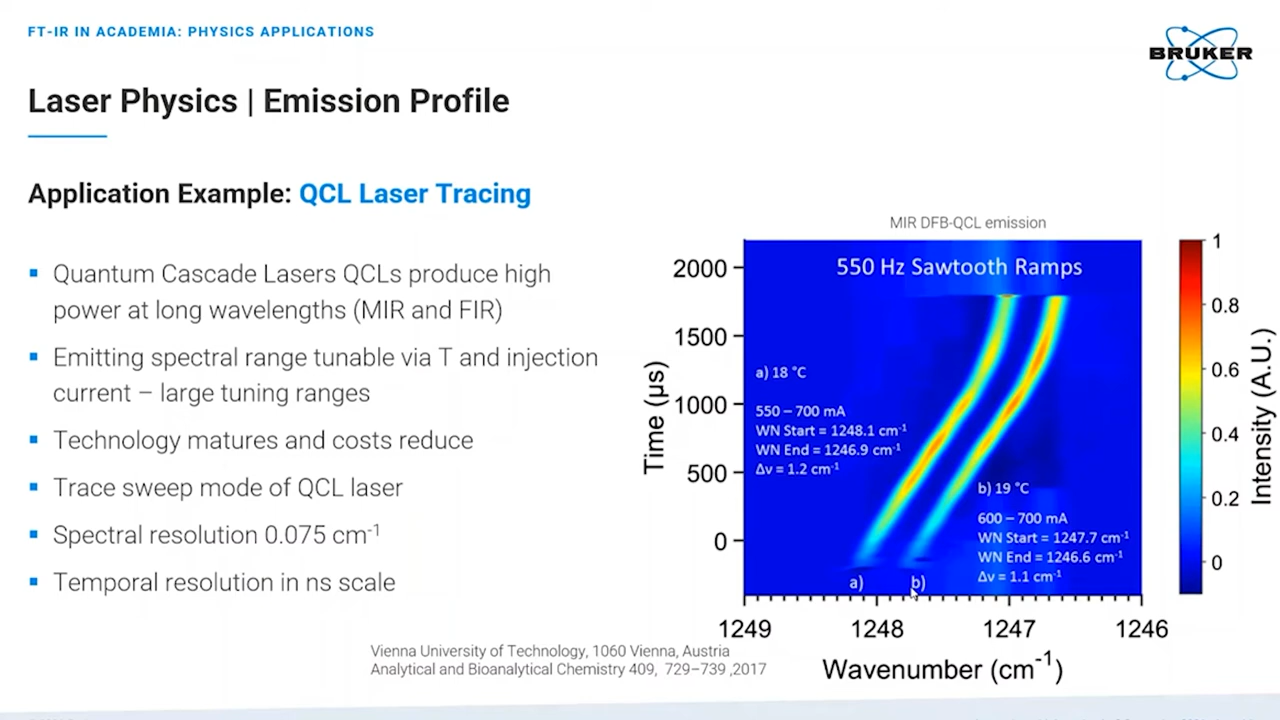 FT-IR IN ACADEMIA: PHYSICS APPLICATIONS
BRUKER
Laser Physics | Emission Profile
Application Example: QCL Laser Tracing
▪ Quantum Cascade Lasers QCLs produce high
power at long wavelengths (MIR and FIR)
▪ Emitting spectral range tunable via T and injection
current – large tuning ranges
▪ Technology matures and costs reduce
▪ Trace sweep mode of QCL laser
▪ Spectral resolution 0.075 cm⁻¹
▪ Temporal resolution in ns scale
MIR DFB-QCL emission
550 Hz Sawtooth Ramps
Time (µs)
2000
1500
1000
500
0
a) 18 °C
550 – 700 mA
WN Start = 1248.1 cm⁻¹
WN End = 1246.9 cm⁻¹
Δν = 1.2 cm⁻¹
b) 19 °C
600 – 700 mA
WN Start = 1247.7 cm⁻¹
WN End = 1246.6 cm⁻¹
Δν = 1.1 cm⁻¹
a) b)
1249 1248 1247 1246
Wavenumber (cm⁻¹)
1
0.8
0.6
0.4
0.2
0
Intensity (A.U.)
Vienna University of Technology, 1060 Vienna, Austria
Analytical and Bioanalytical Chemistry 409, 729–739 ,2017